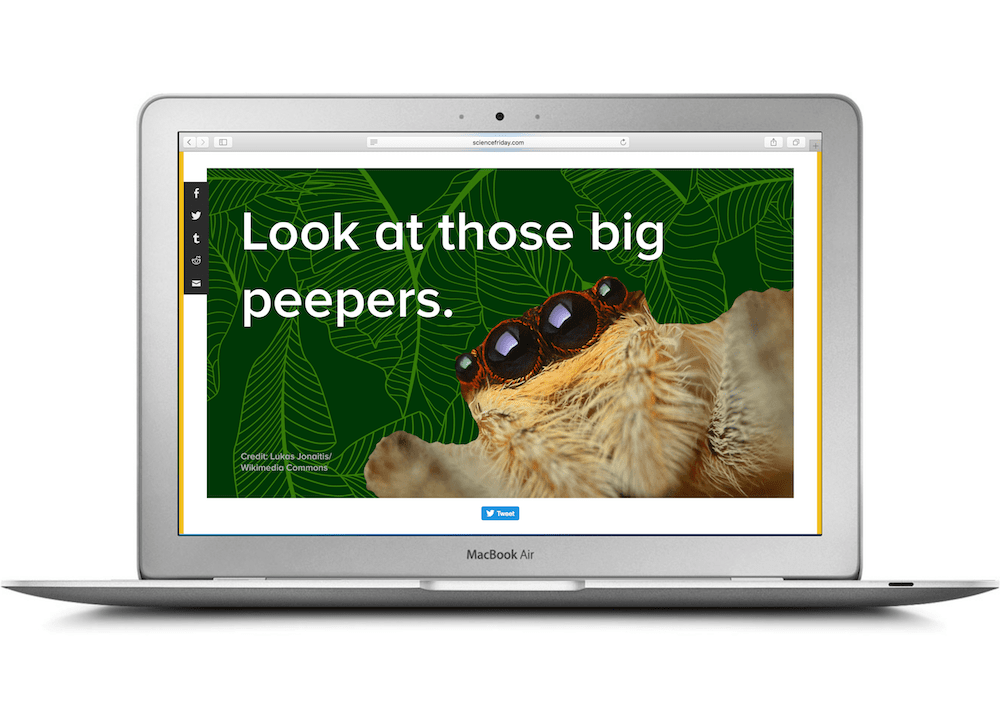 sciencefriday.com
Look at those big
peepers.
Credit: Lukas Jonaitis/
Wikimedia Commons
Tweet
MacBook Air